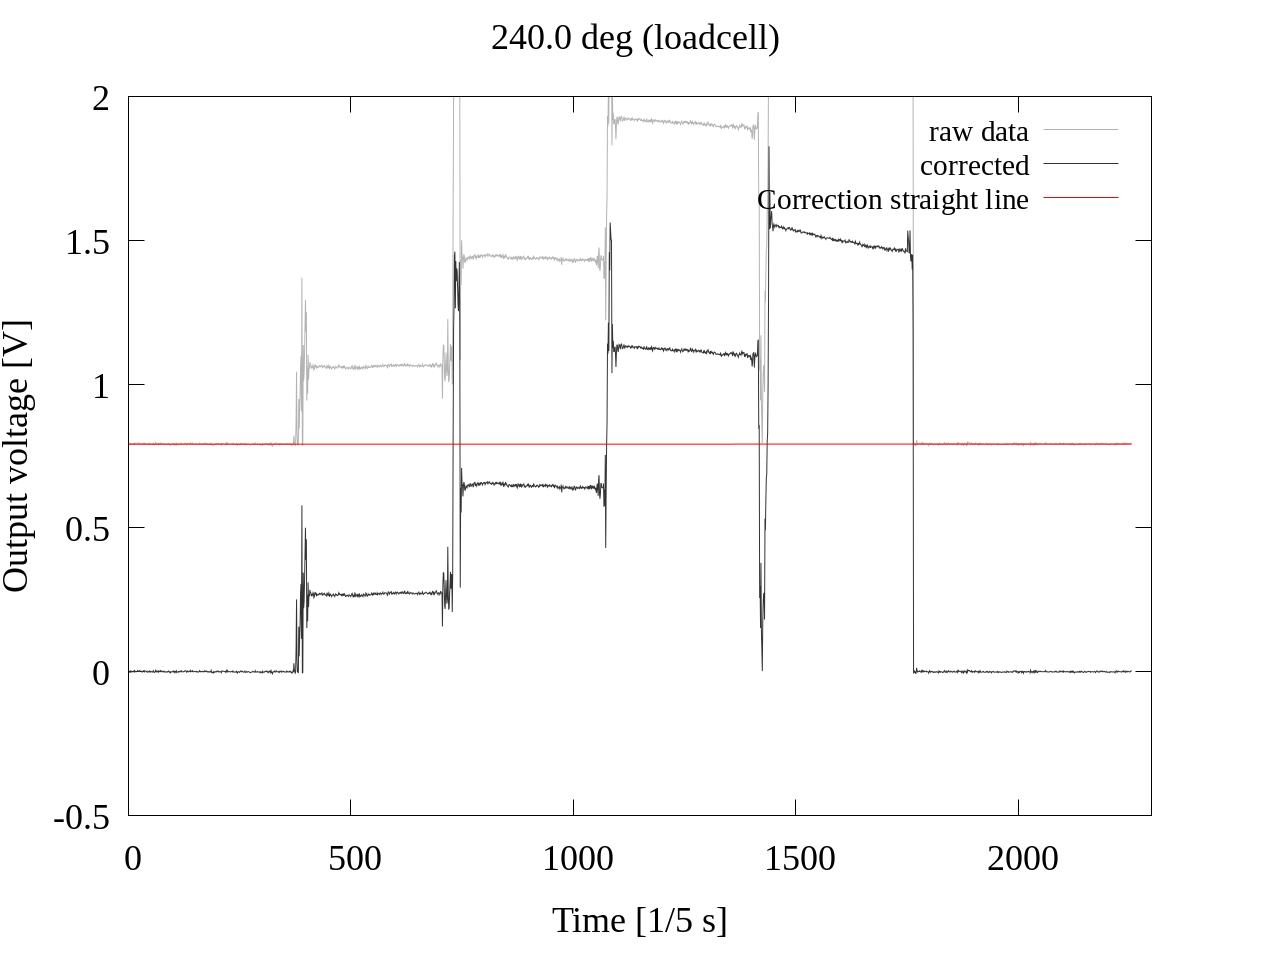 240.0 deg (loadcell)
2
1.5
1
0.5
0
-0.5
raw data
corrected
Correction straight line
Output voltage [V]
0
500
1000
1500
2000
Time [1/5 s]